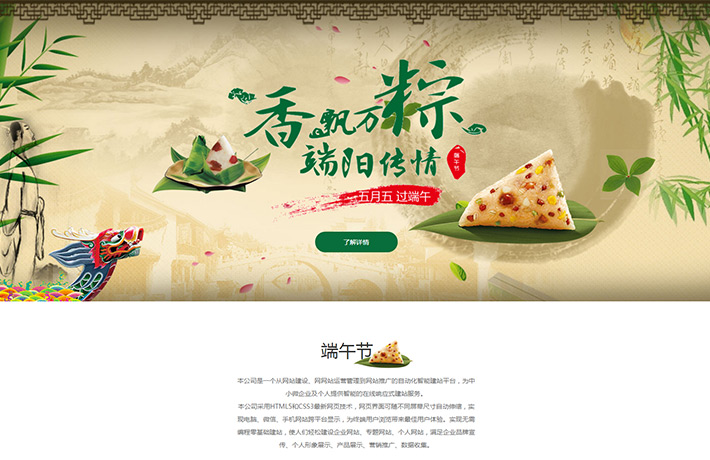 香飘万粽
端阳传情
端午节
五月五 过端午
了解详情
端午节
本公司是一个从网站建设、网网站运营管理到网站推广的自动化智能建站平台，为中
小微企业及个人提供智能的在线响应式建站服务。
本公司采用HTML5和CSS3最新网页技术，网页界面可随不同屏幕尺寸自动伸缩，实
现电脑、微信、手机网站跨平台显示，为终端用户浏览带来最佳用户体验。实现无需
编程零基础建站，使人们轻松建设企业网站、专题网站、个人网站，满足企业品牌宣
传、个人形象展示、产品展示、营销推广、数据收集。